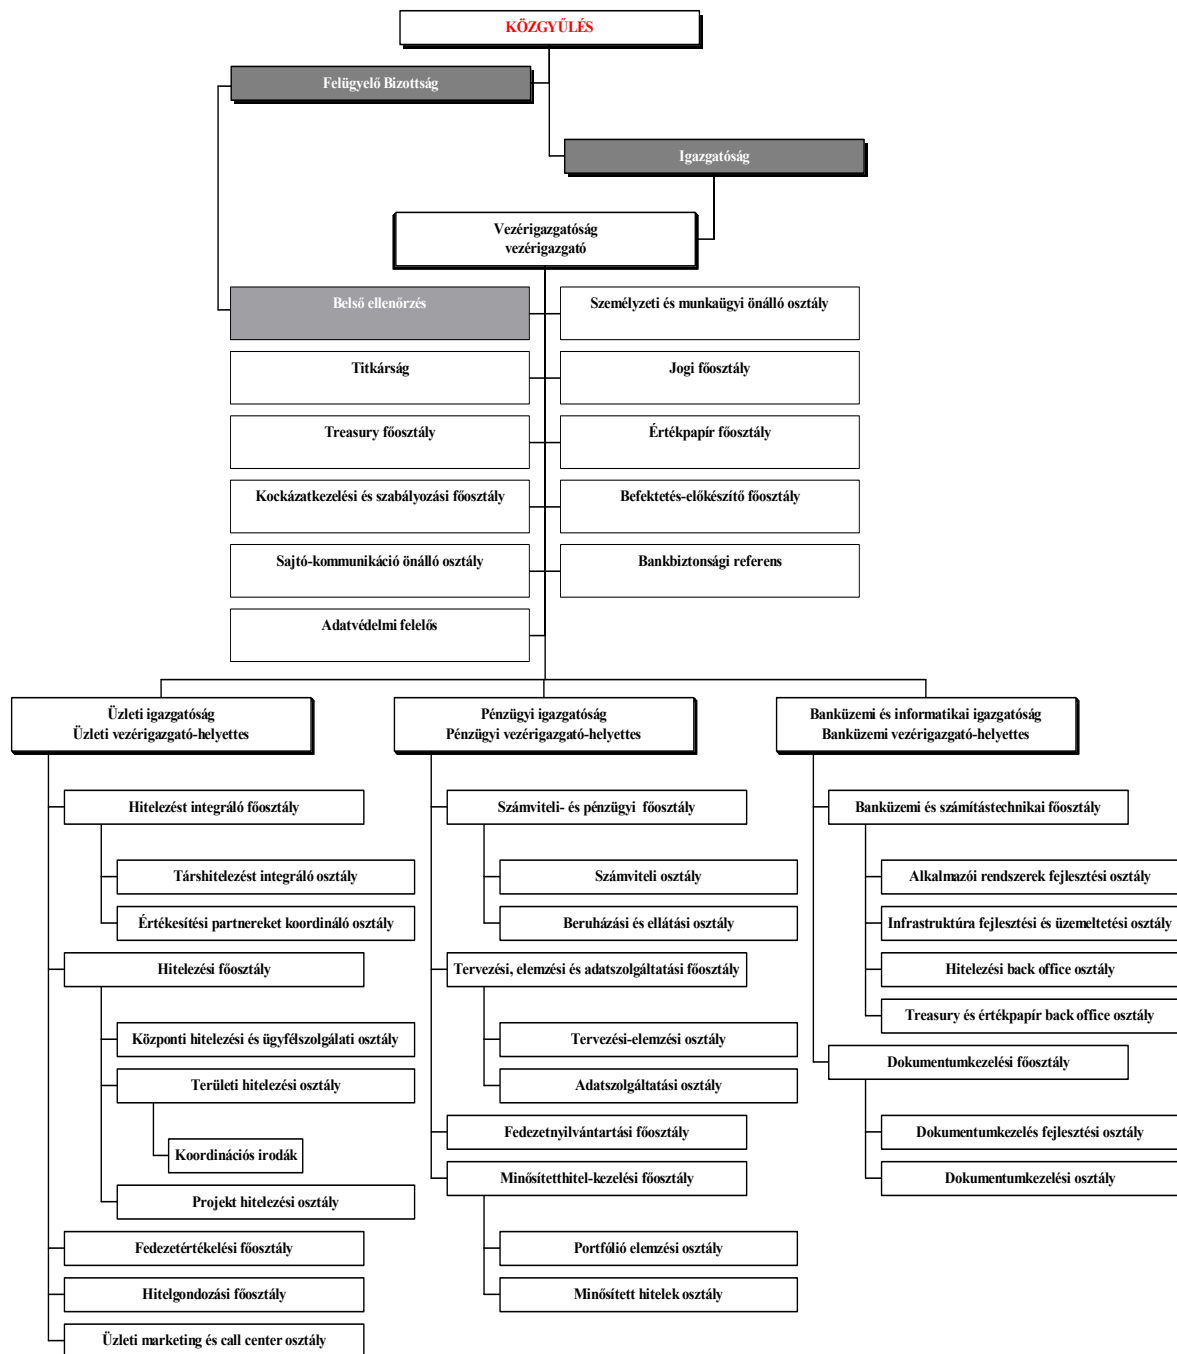 KÖZGYŰLÉS
Felügyelő Bizottság
Igazgatóság
Vezérigazgatóság
vezérigazgató
Belső ellenőrzés
Személyzeti és munkaügyi önálló osztály
Titkárság
Jogi főosztály
Treasury főosztály
Értékpapír főosztály
Kockázatkezelési és szabályozási főosztály
Befektetés-előkészítő főosztály
Sajtó-kommunikáció önálló osztály
Bankbiztonsági referens
Adatvédelmi felelős
Üzleti igazgatóság
Üzleti vezérigazgató-helyettes
Hitelezést integráló főosztály
Társhitelezést integráló osztály
Értékesítési partnereket koordináló osztály
Hitelezési főosztály
Központi hitelezési és ügyfélszolgálati osztály
Területi hitelezési osztály
Koordinációs irodák
Projekt hitelezési osztály
Fedezetértékelési főosztály
Hitelgondozási főosztály
Üzleti marketing és call center osztály
Pénzügyi igazgatóság
Pénzügyi vezérigazgató-helyettes
Számviteli- és pénzügyi főosztály
Számviteli osztály
Beruházási és ellátási osztály
Tervezési, elemzési és adatszolgáltatási főosztály
Tervezési-elemzési osztály
Adatszolgáltatási osztály
Fedezetnyilvántartási főosztály
Minősítetthitel-kezelési főosztály
Portfólió elemzési osztály
Minősített hitelek osztály
Banküzemi és informatikai igazgatóság
Banküzemi vezérigazgató-helyettes
Banküzemi és számítástechnikai főosztály
Alkalmazói rendszerek fejlesztési osztály
Infrastruktúra fejlesztési és üzemeltetési osztály
Hitelezési back office osztály
Treasury és értékpapír back office osztály
Dokumentumkezelési főosztály
Dokumentumkezelés fejlesztési osztály
Dokumentumkezelési osztály